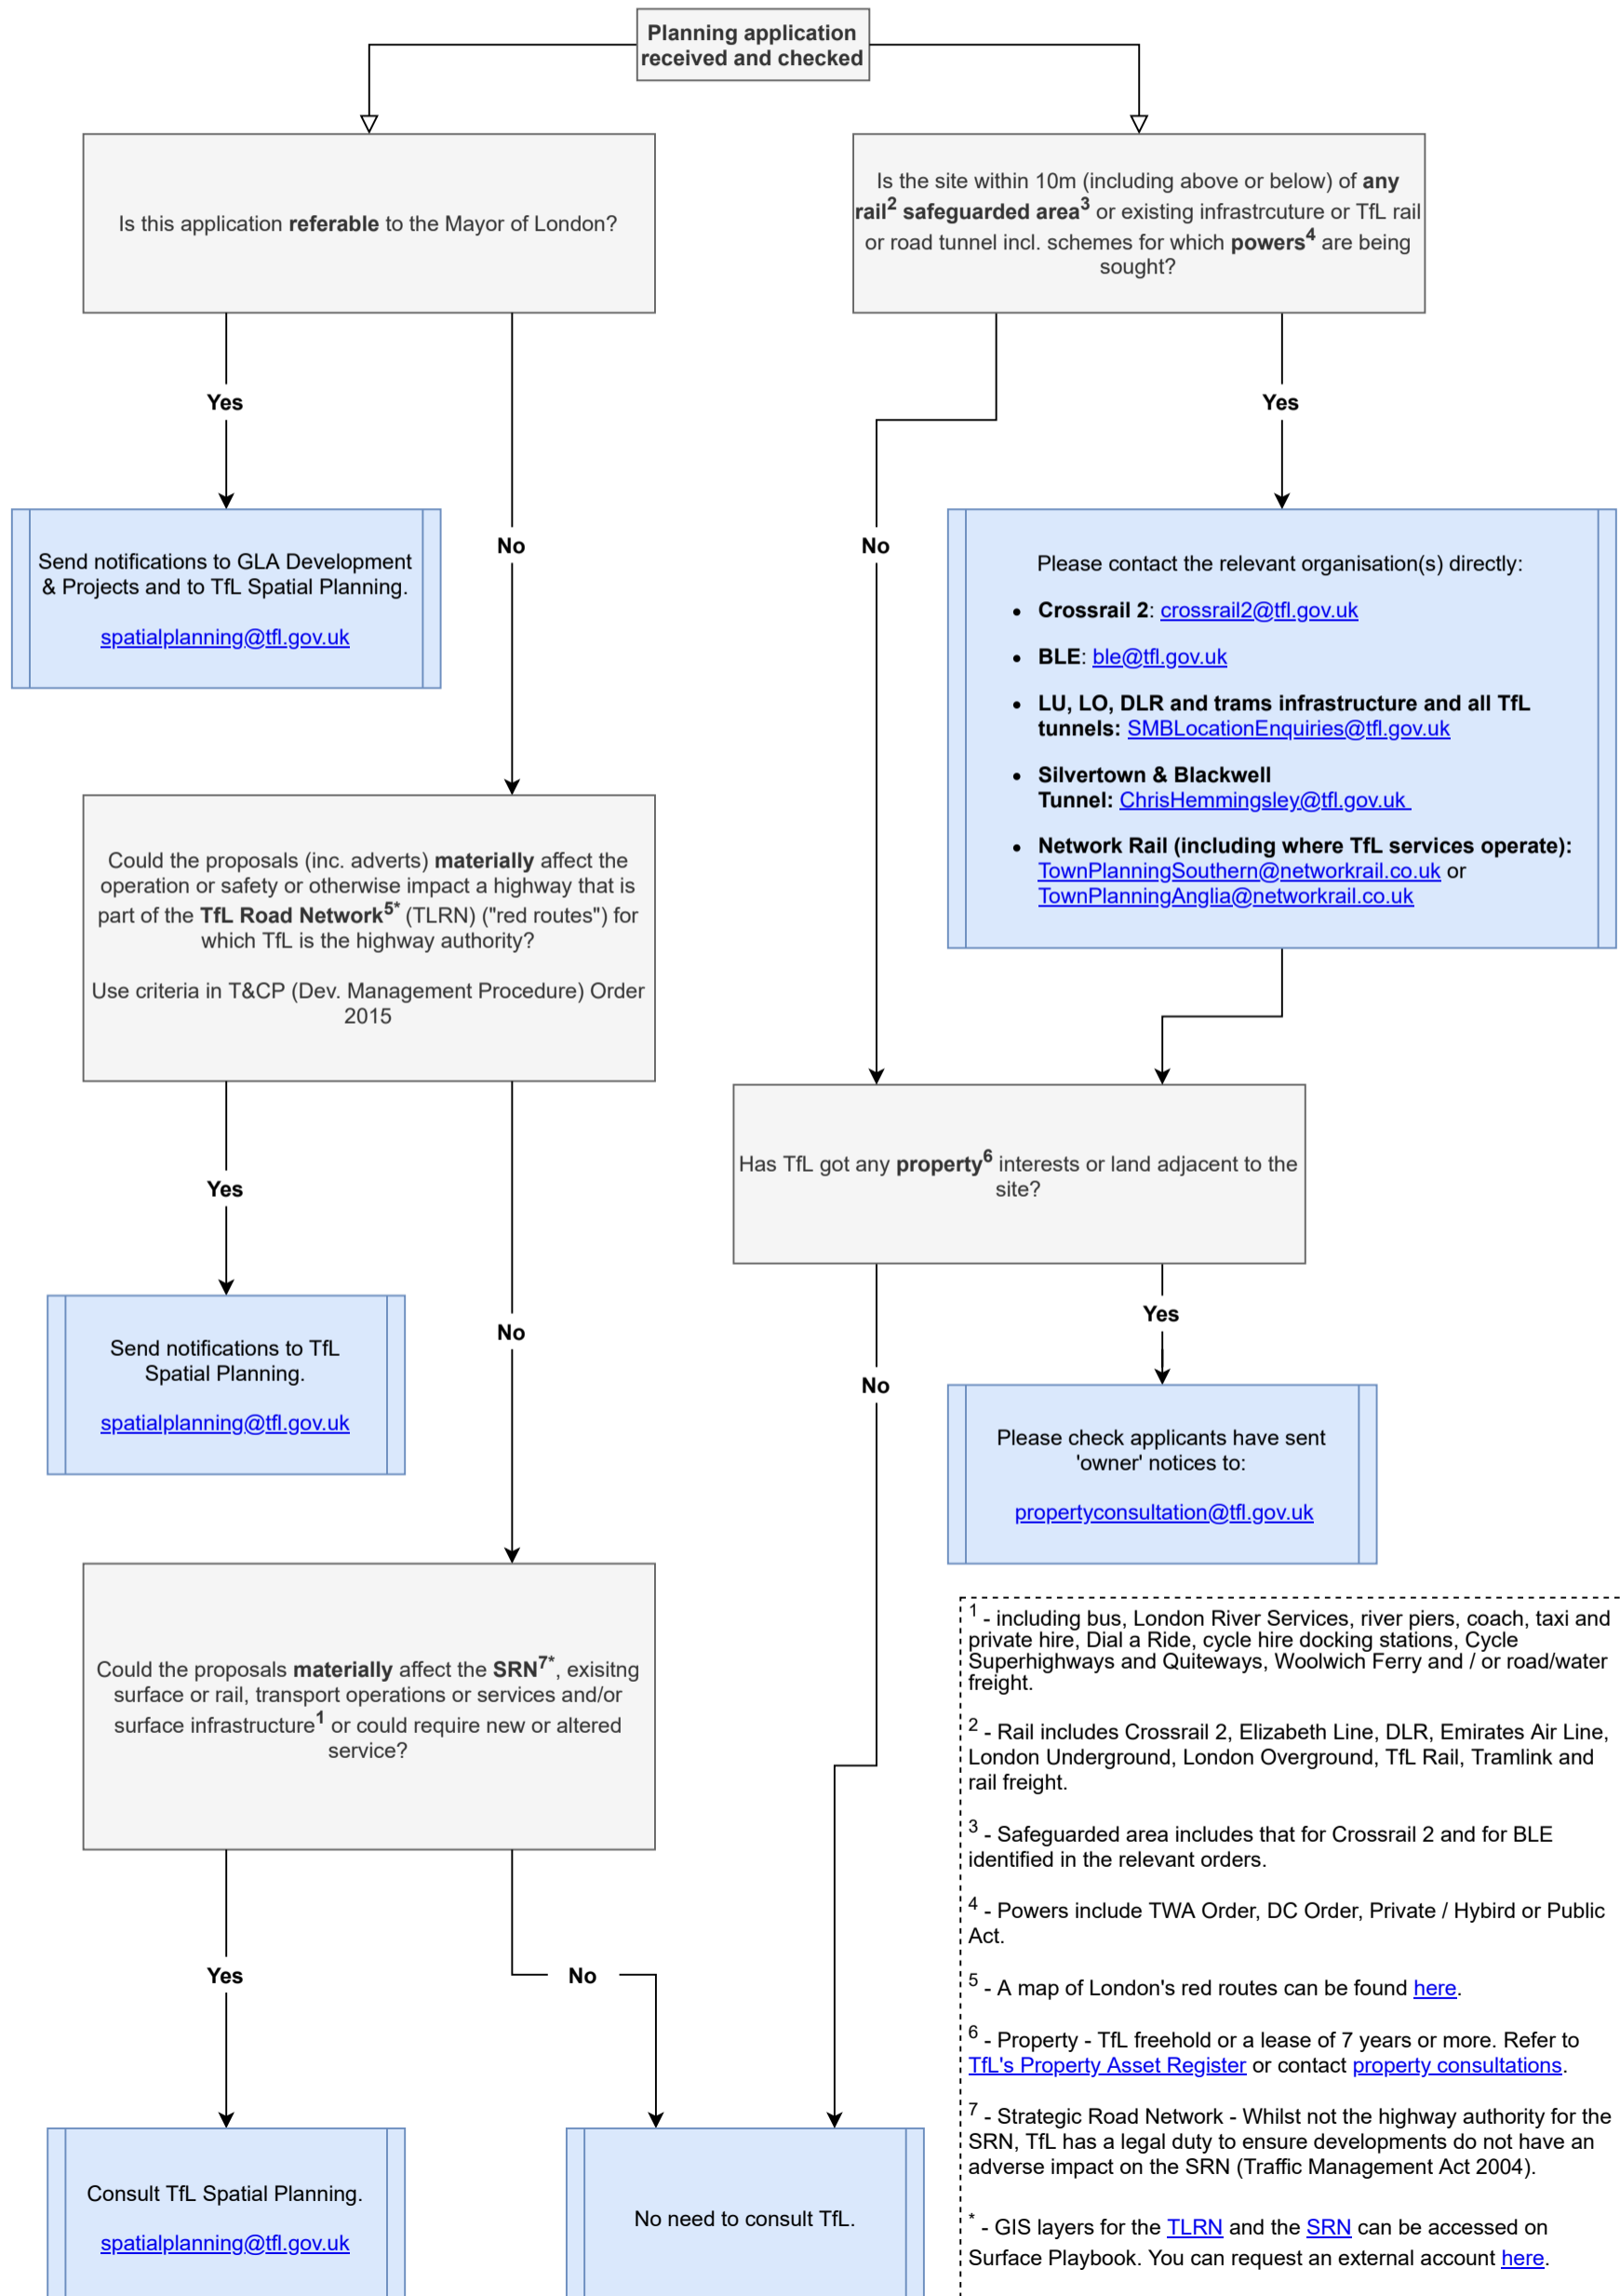 Planning application
received and checked
Is this application referable to the Mayor of London?
Is the site within 10m (including above or below) of any
rail2 safeguarded area3 or existing infrastrcuture or TfL rail
or road tunnel incl. schemes for which powers4 are being
sought?
Yes
No
No
Yes
Send notifications to GLA Development
& Projects and to TfL Spatial Planning.
spatialplanning@tfl.gov.uk
Please contact the relevant organisation(s) directly:
• Crossrail 2: crossrail2@tfl.gov.uk
• BLE: ble@tfl.gov.uk
• LU, LO, DLR and trams infrastructure and all TfL
tunnels: SMBLocationEnquiries@tfl.gov.uk
• Silvertown & Blackwell
Tunnel: ChrisHemmingsley@tfl.gov.uk
• Network Rail (including where TfL services operate):
TownPlanningSouthern@networkrail.co.uk or
TownPlanningAnglia@networkrail.co.uk
Could the proposals (inc. adverts) materially affect the
operation or safety or otherwise impact a highway that is
part of the TfL Road Network5* (TLRN) ("red routes") for
which TfL is the highway authority?
Use criteria in T&CP (Dev. Management Procedure) Order
2015
Yes
No
Has TfL got any property6 interests or land adjacent to the
site?
No
Yes
Send notifications to TfL
Spatial Planning.
spatialplanning@tfl.gov.uk
Please check applicants have sent
'owner' notices to:
propertyconsultation@tfl.gov.uk
Could the proposals materially affect the SRN7*, exisitng
surface or rail, transport operations or services and/or
surface infrastructure1 or could require new or altered
service?
Yes
No
Consult TfL Spatial Planning.
spatialplanning@tfl.gov.uk
No need to consult TfL.
1 - including bus, London River Services, river piers, coach, taxi and
private hire, Dial a Ride, cycle hire docking stations, Cycle
Superhighways and Quiteways, Woolwich Ferry and / or road/water
freight.
2 - Rail includes Crossrail 2, Elizabeth Line, DLR, Emirates Air Line,
London Underground, London Overground, TfL Rail, Tramlink and
rail freight.
3 - Safeguarded area includes that for Crossrail 2 and for BLE
identified in the relevant orders.
4 - Powers include TWA Order, DC Order, Private / Hybird or Public
Act.
5 - A map of London's red routes can be found here.
6 - Property - TfL freehold or a lease of 7 years or more. Refer to
TfL's Property Asset Register or contact property consultations.
7 - Strategic Road Network - Whilst not the highway authority for the
SRN, TfL has a legal duty to ensure developments do not have an
adverse impact on the SRN (Traffic Management Act 2004).
* - GIS layers for the TLRN and the SRN can be accessed on
Surface Playbook. You can request an external account here.